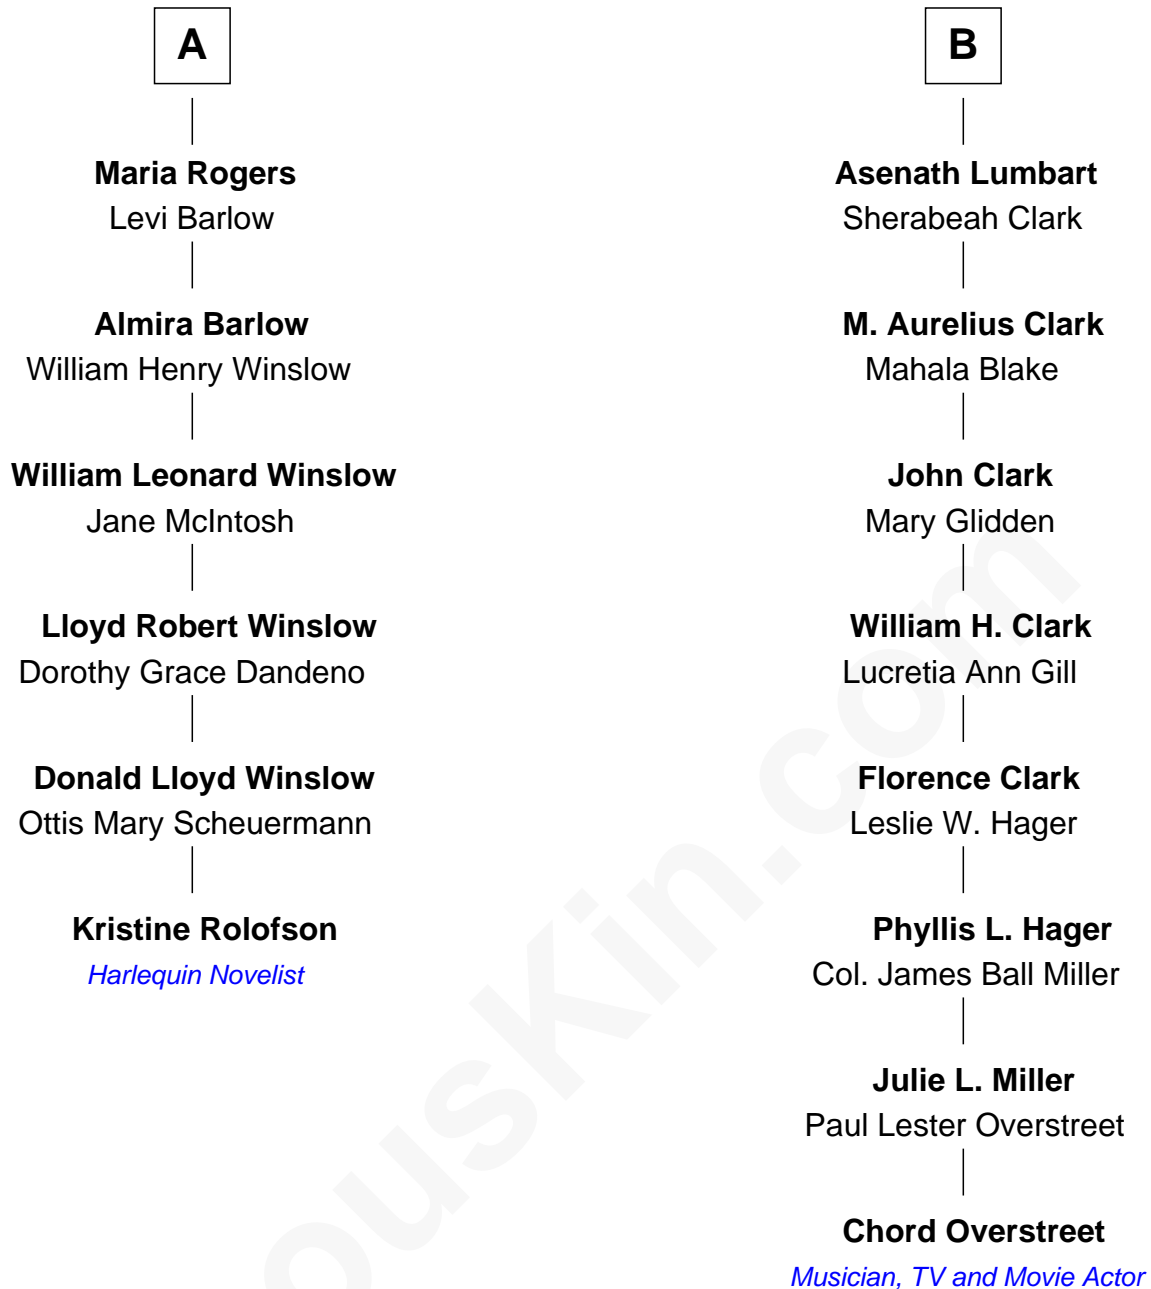 A
Maria Rogers
Levi Barlow
Almira Barlow
William Henry Winslow
William Leonard Winslow
Jane McIntosh
Lloyd Robert Winslow
Dorothy Grace Dandeno
Donald Lloyd Winslow
Ottis Mary Scheuermann
Kristine Rolofson
Harlequin Novelist
B
Asenath Lumbart
Sherabeah Clark
M. Aurelius Clark
Mahala Blake
John Clark
Mary Glidden
William H. Clark
Lucretia Ann Gill
Florence Clark
Leslie W. Hager
Phyllis L. Hager
Col. James Ball Miller
Julie L. Miller
Paul Lester Overstreet
Chord Overstreet
Musician, TV and Movie Actor
ousKin.com